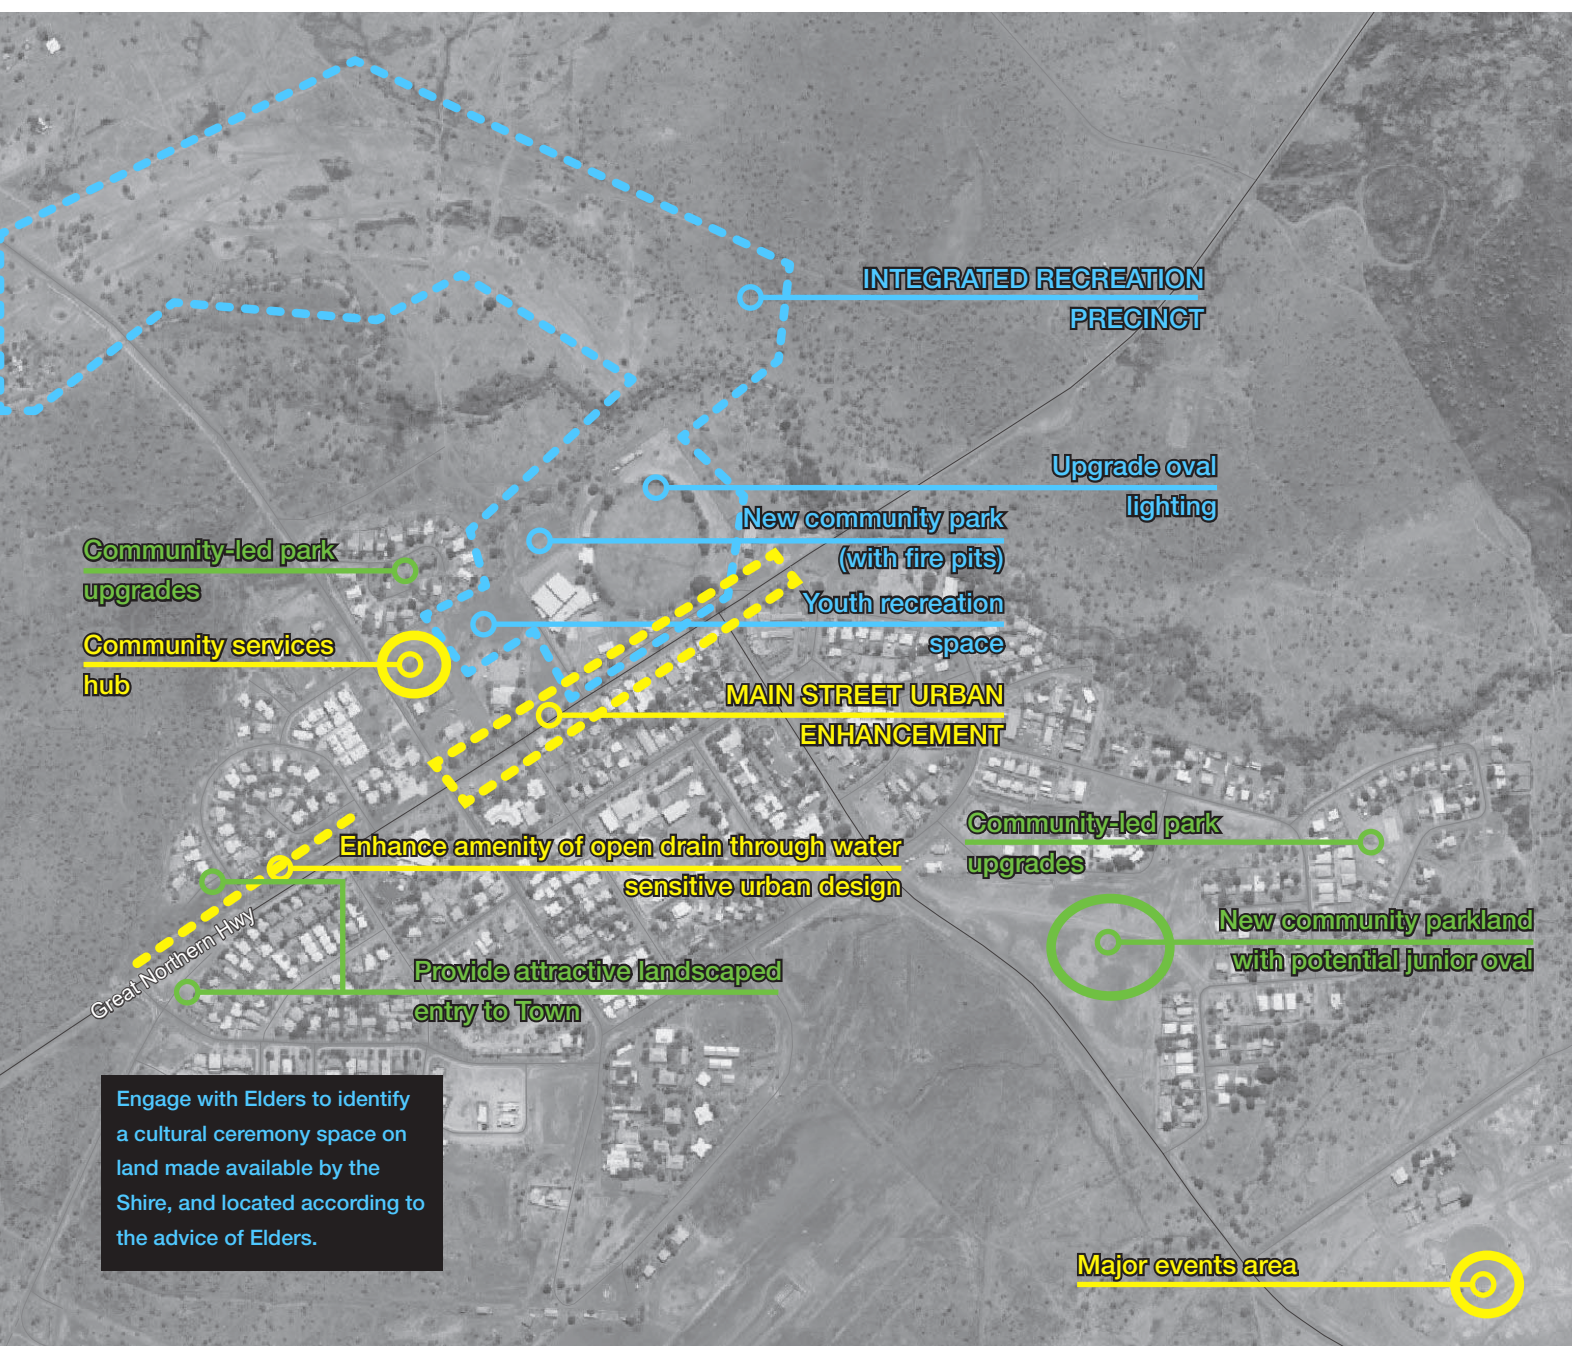 INTEGRATED RECREATION
PRECINCT
Upgrade oval
lighting
New community park
(with fire pits)
Community-led park
upgrades
Youth recreation
space
Community services
hub
MAIN STREET URBAN
ENHANCEMENT
Community-led park
upgrades
Enhance amenity of open drain through water
sensitive urban design
New community parkland
with potential junior oval
Great Northern Hwy
Provide attractive landscaped
entry to Town
Engage with Elders to identify
a cultural ceremony space on
land made available by the
Shire, and located according to
the advice of Elders.
Major events area